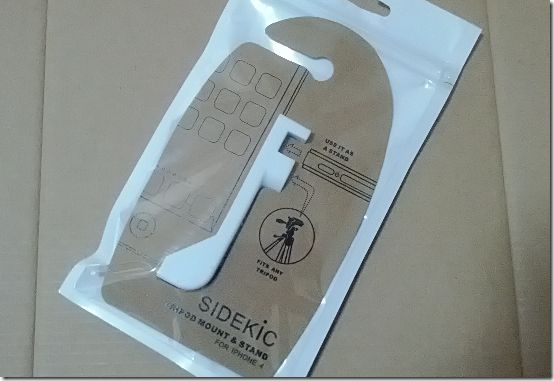 USE IT AS
A STAND
FITS ANY
TRIPOD
SIDEKiC
TRIPOD MOUNT & STAND
FOR IPHONE 4